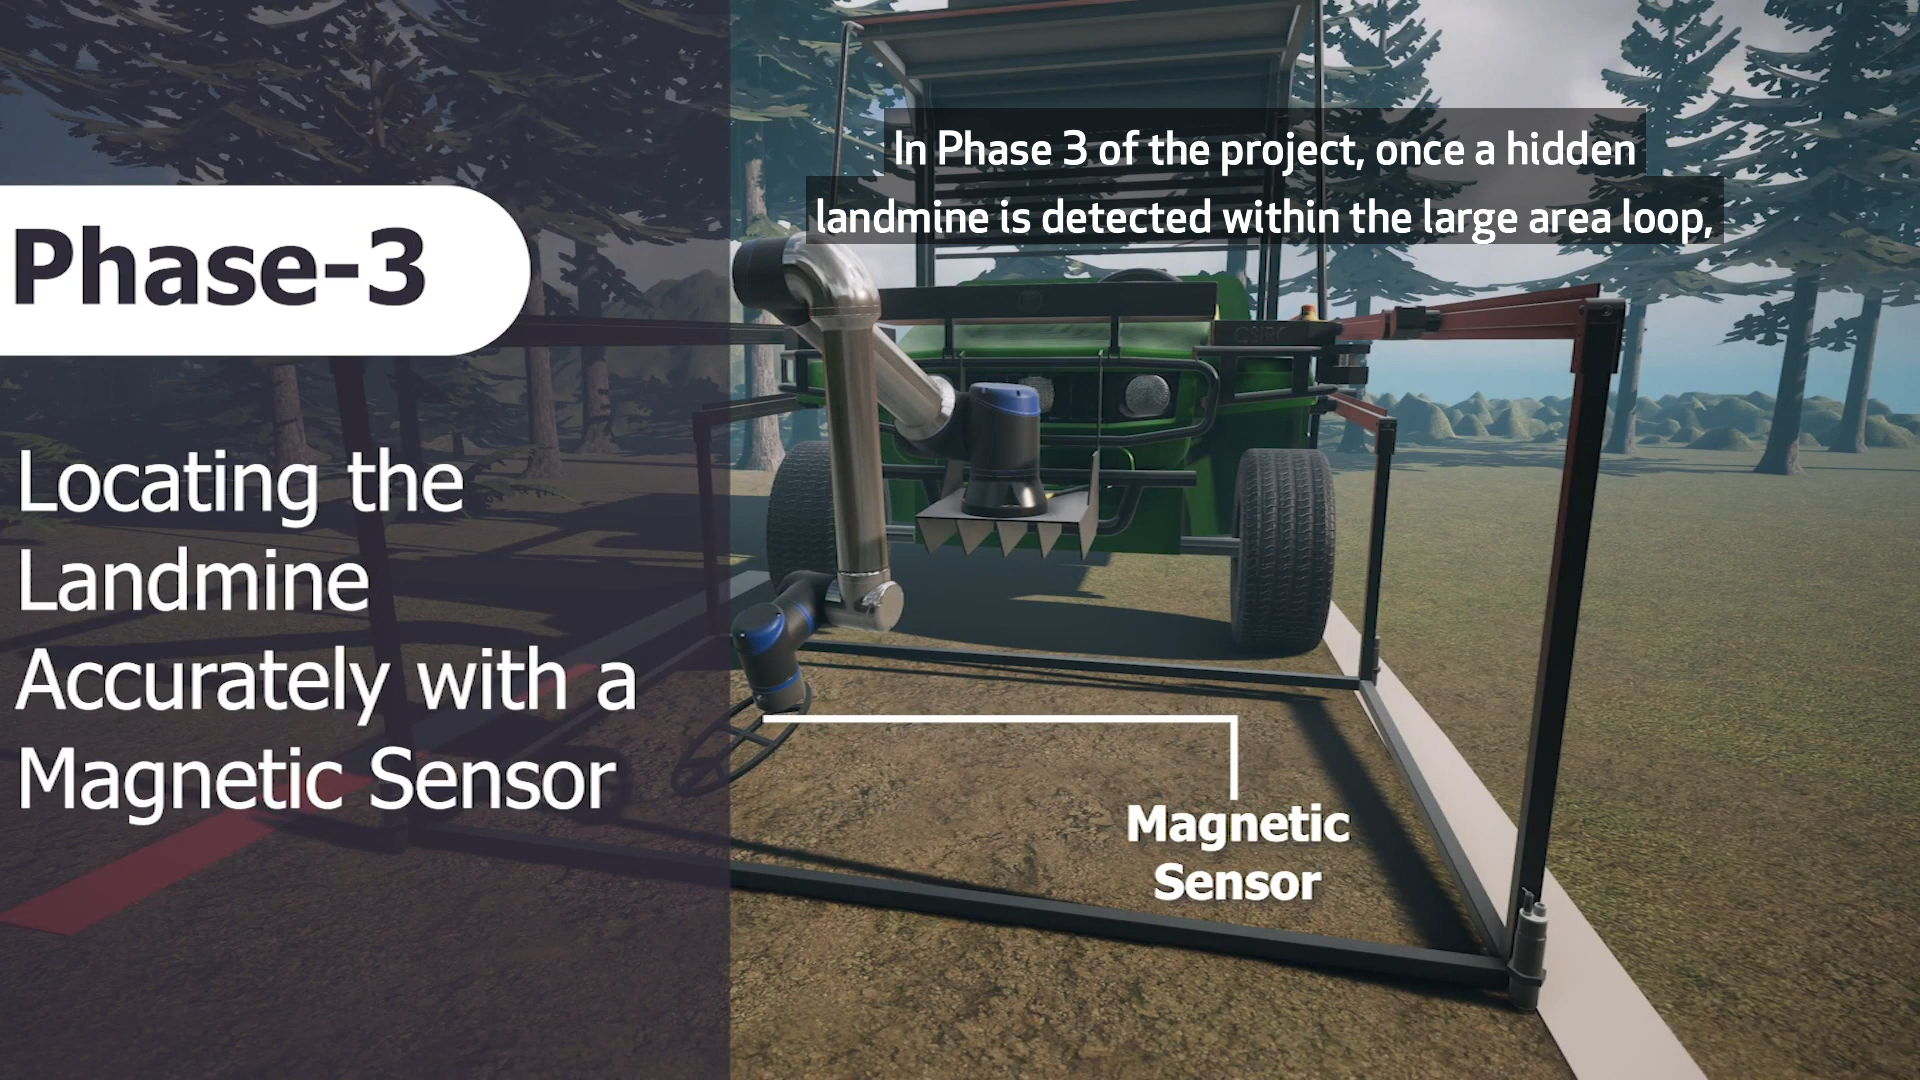 In Phase 3 of the project, once a hidden
landmine is detected within the large area loop,
Phase-3
Locating the
Landmine
Accurately with a
Magnetic Sensor
CSIRO
Magnetic
Sensor